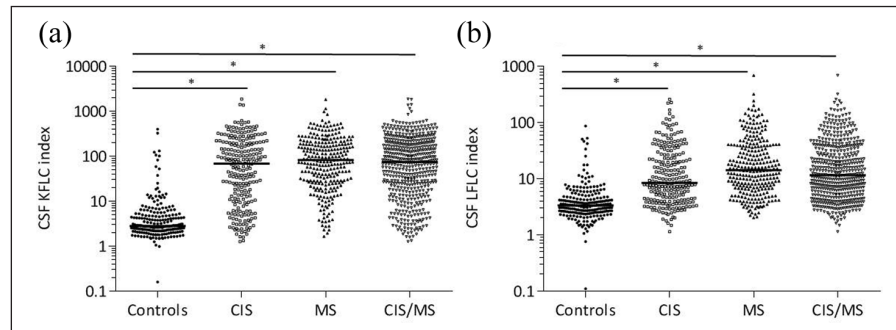 (a)
*
*
*
CSF KFLC index
10000
1000
100
10
1
0.1
Controls CIS MS CIS/MS
(b)
*
*
*
CSF LFLC index
1000
100
10
1
0.1
Controls CIS MS CIS/MS